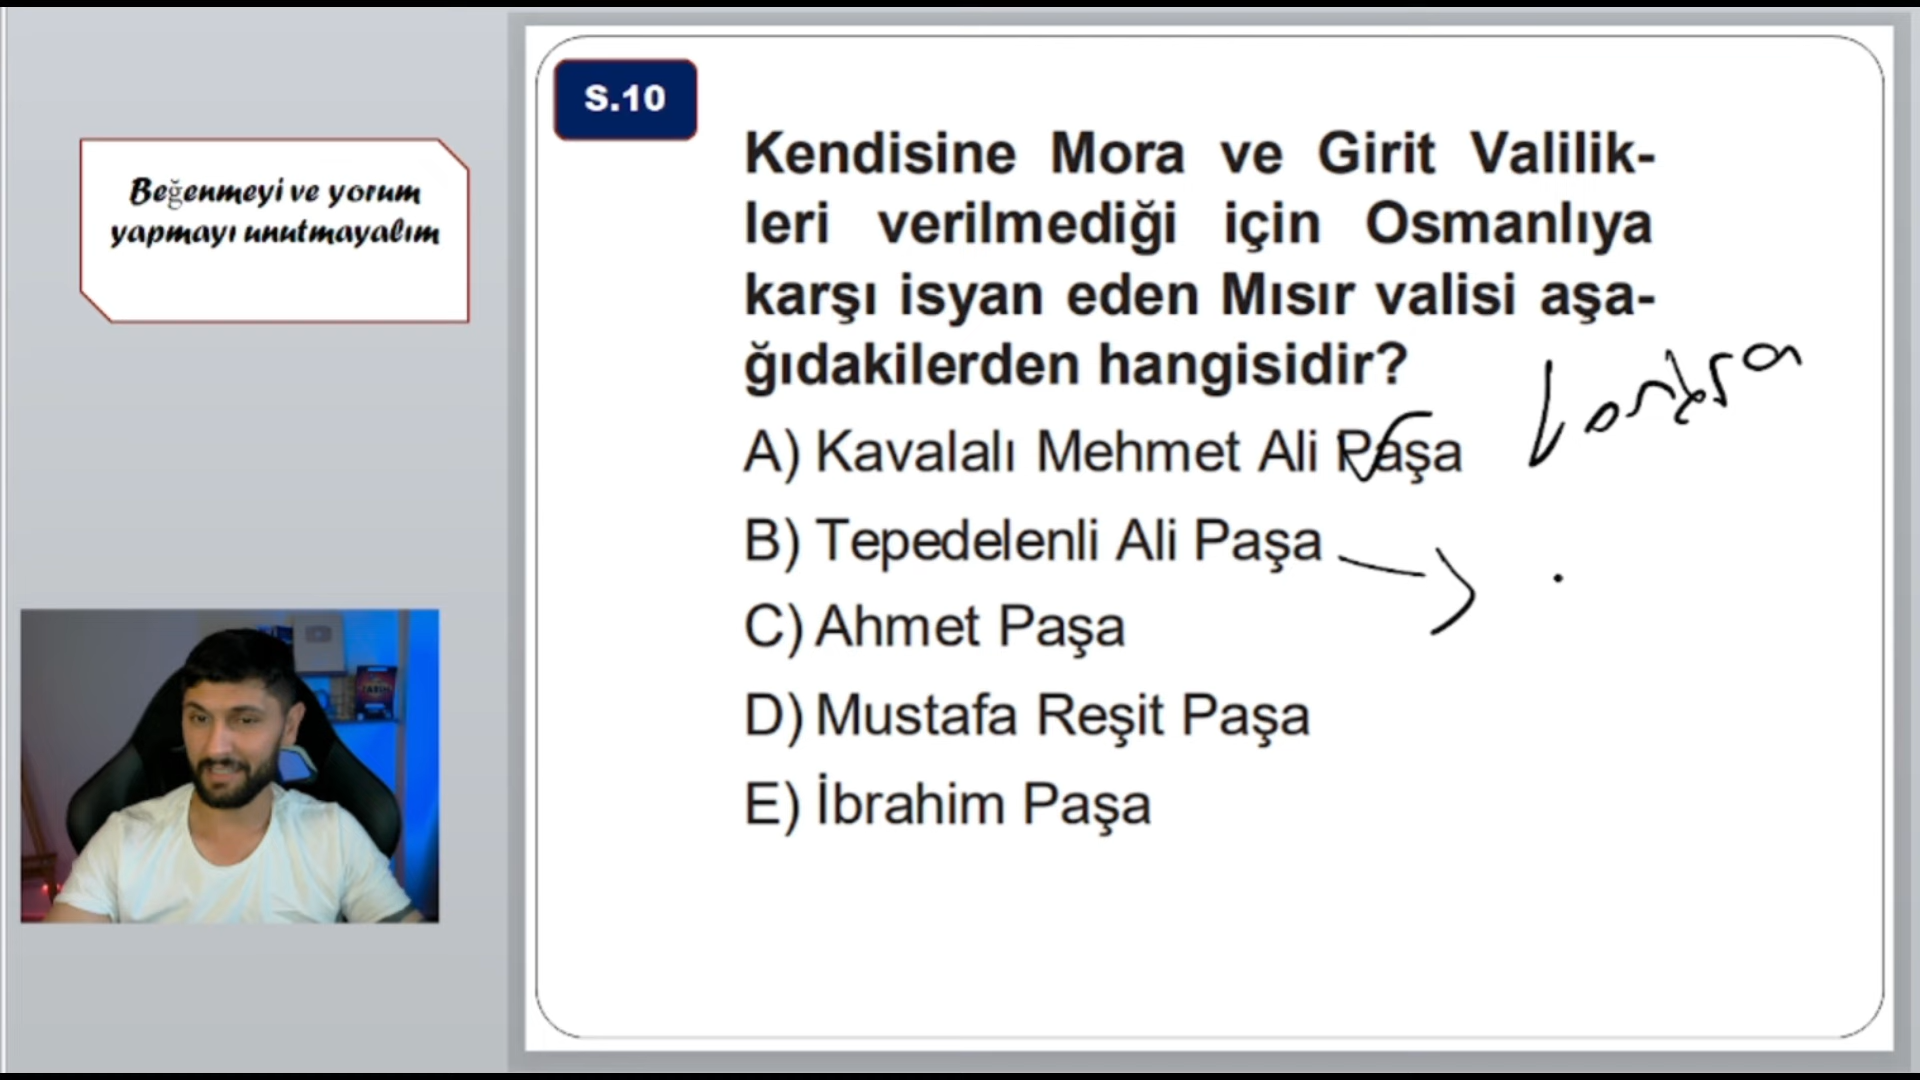 S.10
Beğenmeyi ve yorum
yapmayı unutmayalım
Kendisine Mora ve Girit Valilik-
leri verilmediği için Osmanlıya
karşı isyan eden Mısır valisi aşa-
ğıdakilerden hangisidir?
A) Kavalalı Mehmet Ali Paşa
B) Tepedelenli Ali Paşa
C) Ahmet Paşa
D) Mustafa Reşit Paşa
E) İbrahim Paşa